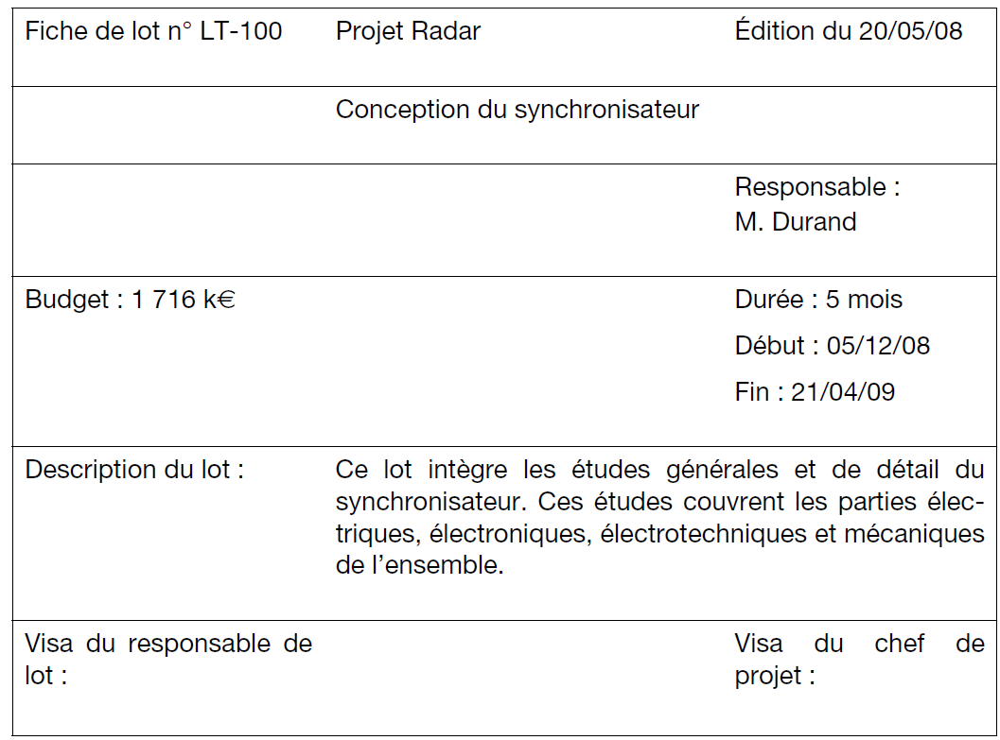 Fiche de lot n° LT-100 Projet Radar Édition du 20/05/08
Conception du synchronisateur
Responsable :
M. Durand
Budget : 1 716 k€ Durée : 5 mois
Début : 05/12/08
Fin : 21/04/09
Description du lot : Ce lot intègre les études générales et de détail du
synchronisateur. Ces études couvrent les parties élec-
triques, électroniques, électrotechniques et mécaniques
de l’ensemble.
Visa du responsable de
lot :
Visa du chef de
projet :